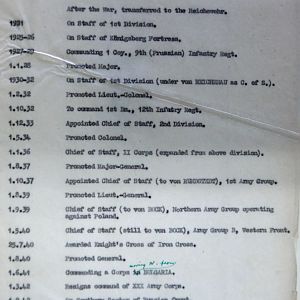 After the War, transferred to the Reichswehr.
1921 On Staff of 1st Division.
1925-26 On Staff of Königsberg Fortress.
1927-29 Commanding 1 Coy., 9th (Prussian) Infantry Regt.
1.1.28 Promoted Major.
1930-32 On Staff of 1st Division (under von REICHENAU as C. of S.).
1.2.32 Promoted Lieut.-Colonel.
1.10.32 To command 1st Bn., 12th Infatry Regt.
1.12.33 Appointed Chief of Staff, 2nd Division.
1.5.34 Promoted Colonel.
1.36 Chief of Staff, II Corps (expanded from above division).
1.8.37 Promoted Major-General.
1.10.37 Appointed Chief of Staff (to von RUNDSTEDT), 1st Army Group.
1.8.39 Promoted Lieut.-General.
1.9.39 Chief of Staff (to von BOCK), Northern Army Group operating
against Poland.
1.5.40 Chief of Staff (still to von BOCK), Army Group B, Western Front.
23.7.40 Awarded Knight's Cross of Iron Cross.
1.8.40 Promoted General.
1.6.41 Commanding a Corps in BULGARIA.
1.3.42 Resigns command of XXX Army Corps.